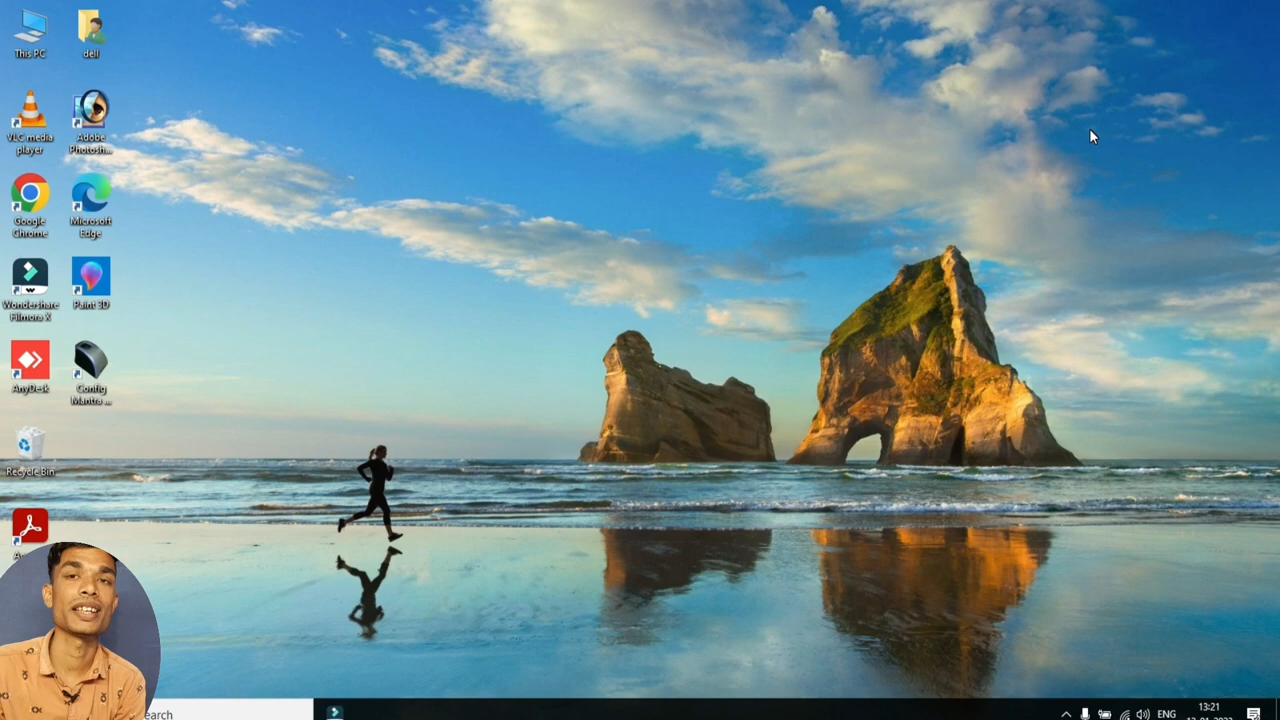 This PC
dell
VLC media
player
Adobe
Photosh...
Google
Chrome
Microsoft
Edge
Wondershare
Filmora X
Paint 3D
AnyDesk
Config
Mantra ...
Recycle Bin
earch
ENG
13:21